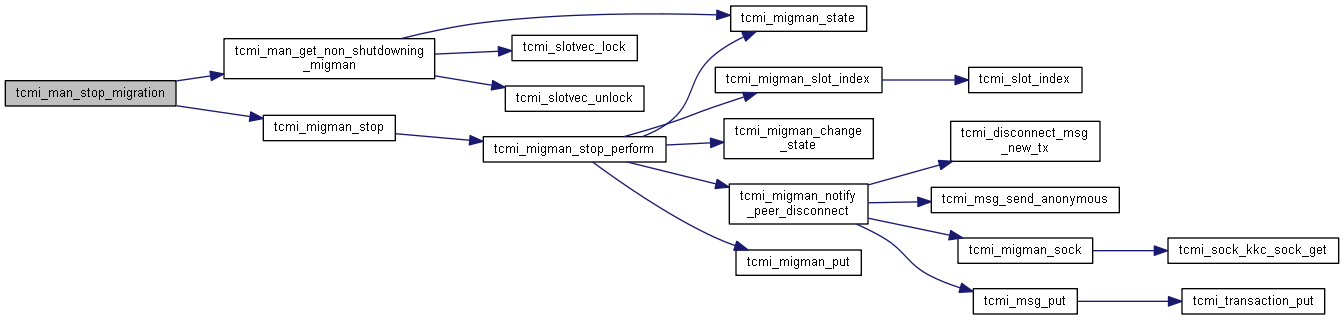 tcmi_man_stop_migration
tcmi_man_get_non_shutdowning
_migman
tcmi_migman_stop
tcmi_migman_state
tcmi_slotvec_lock
tcmi_slotvec_unlock
tcmi_migman_stop_perform
tcmi_migman_slot_index
tcmi_slot_index
tcmi_migman_change
_state
tcmi_migman_notify
_peer_disconnect
tcmi_migman_put
tcmi_disconnect_msg
_new_tx
tcmi_msg_send_anonymous
tcmi_migman_sock
tcmi_sock_kkc_sock_get
tcmi_msg_put
tcmi_transaction_put